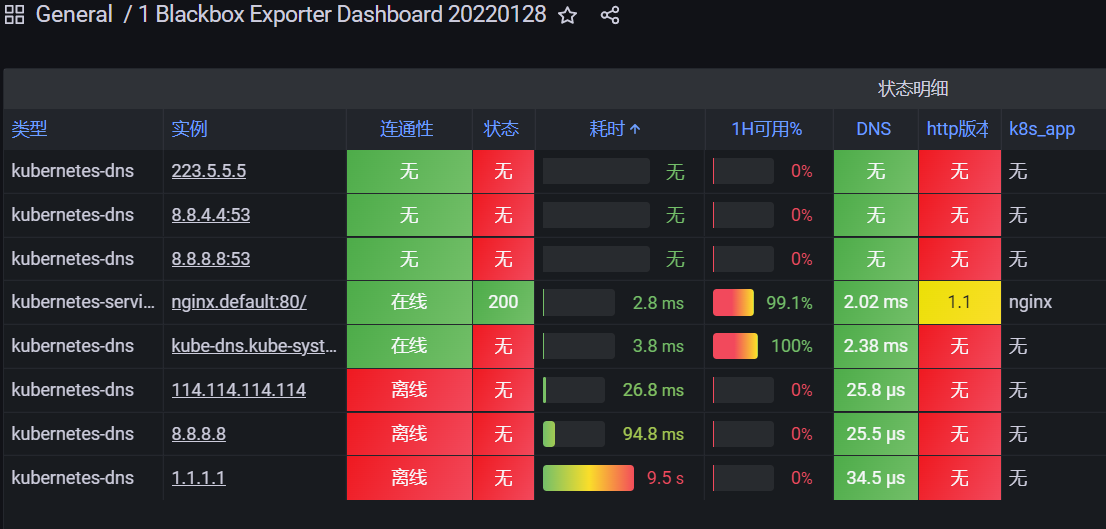 General / 1 Blackbox Exporter Dashboard 20220128
状态明细
类型 实例 连通性 状态 耗时 1H可用% DNS http版本 k8s_app
kubernetes-dns 223.5.5.5 无 无 无 0% 无 无 无
kubernetes-dns 8.8.4.4:53 无 无 无 0% 无 无 无
kubernetes-dns 8.8.8.8:53 无 无 无 0% 无 无 无
kubernetes-servi… nginx.default:80/ 在线 200 2.8 ms 99.1% 2.02 ms 1.1 nginx
kubernetes-dns kube-dns.kube-syst… 在线 无 3.8 ms 100% 2.38 ms 无 无
kubernetes-dns 114.114.114.114 离线 无 26.8 ms 0% 25.8 µs 无 无
kubernetes-dns 8.8.8.8 离线 无 94.8 ms 0% 25.5 µs 无 无
kubernetes-dns 1.1.1.1 离线 无 9.5 s 0% 34.5 µs 无 无